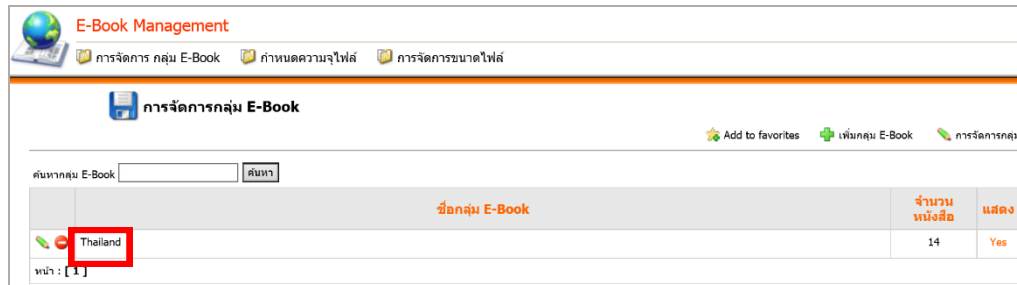 E-Book Management
การจัดการ กลุ่ม E-Book กำหนดความจุไฟล์ การจัดการขนาดไฟล์
การจัดการกลุ่ม E-Book
Add to favorites เพิ่มกลุ่ม E-Book การจัดการกลุ่ม
ค้นหากลุ่ม E-Book ค้นหา
ชื่อกลุ่ม E-Book จำนวน หนังสือ แสดง
Thailand 14 Yes
หน้า : [ 1 ]